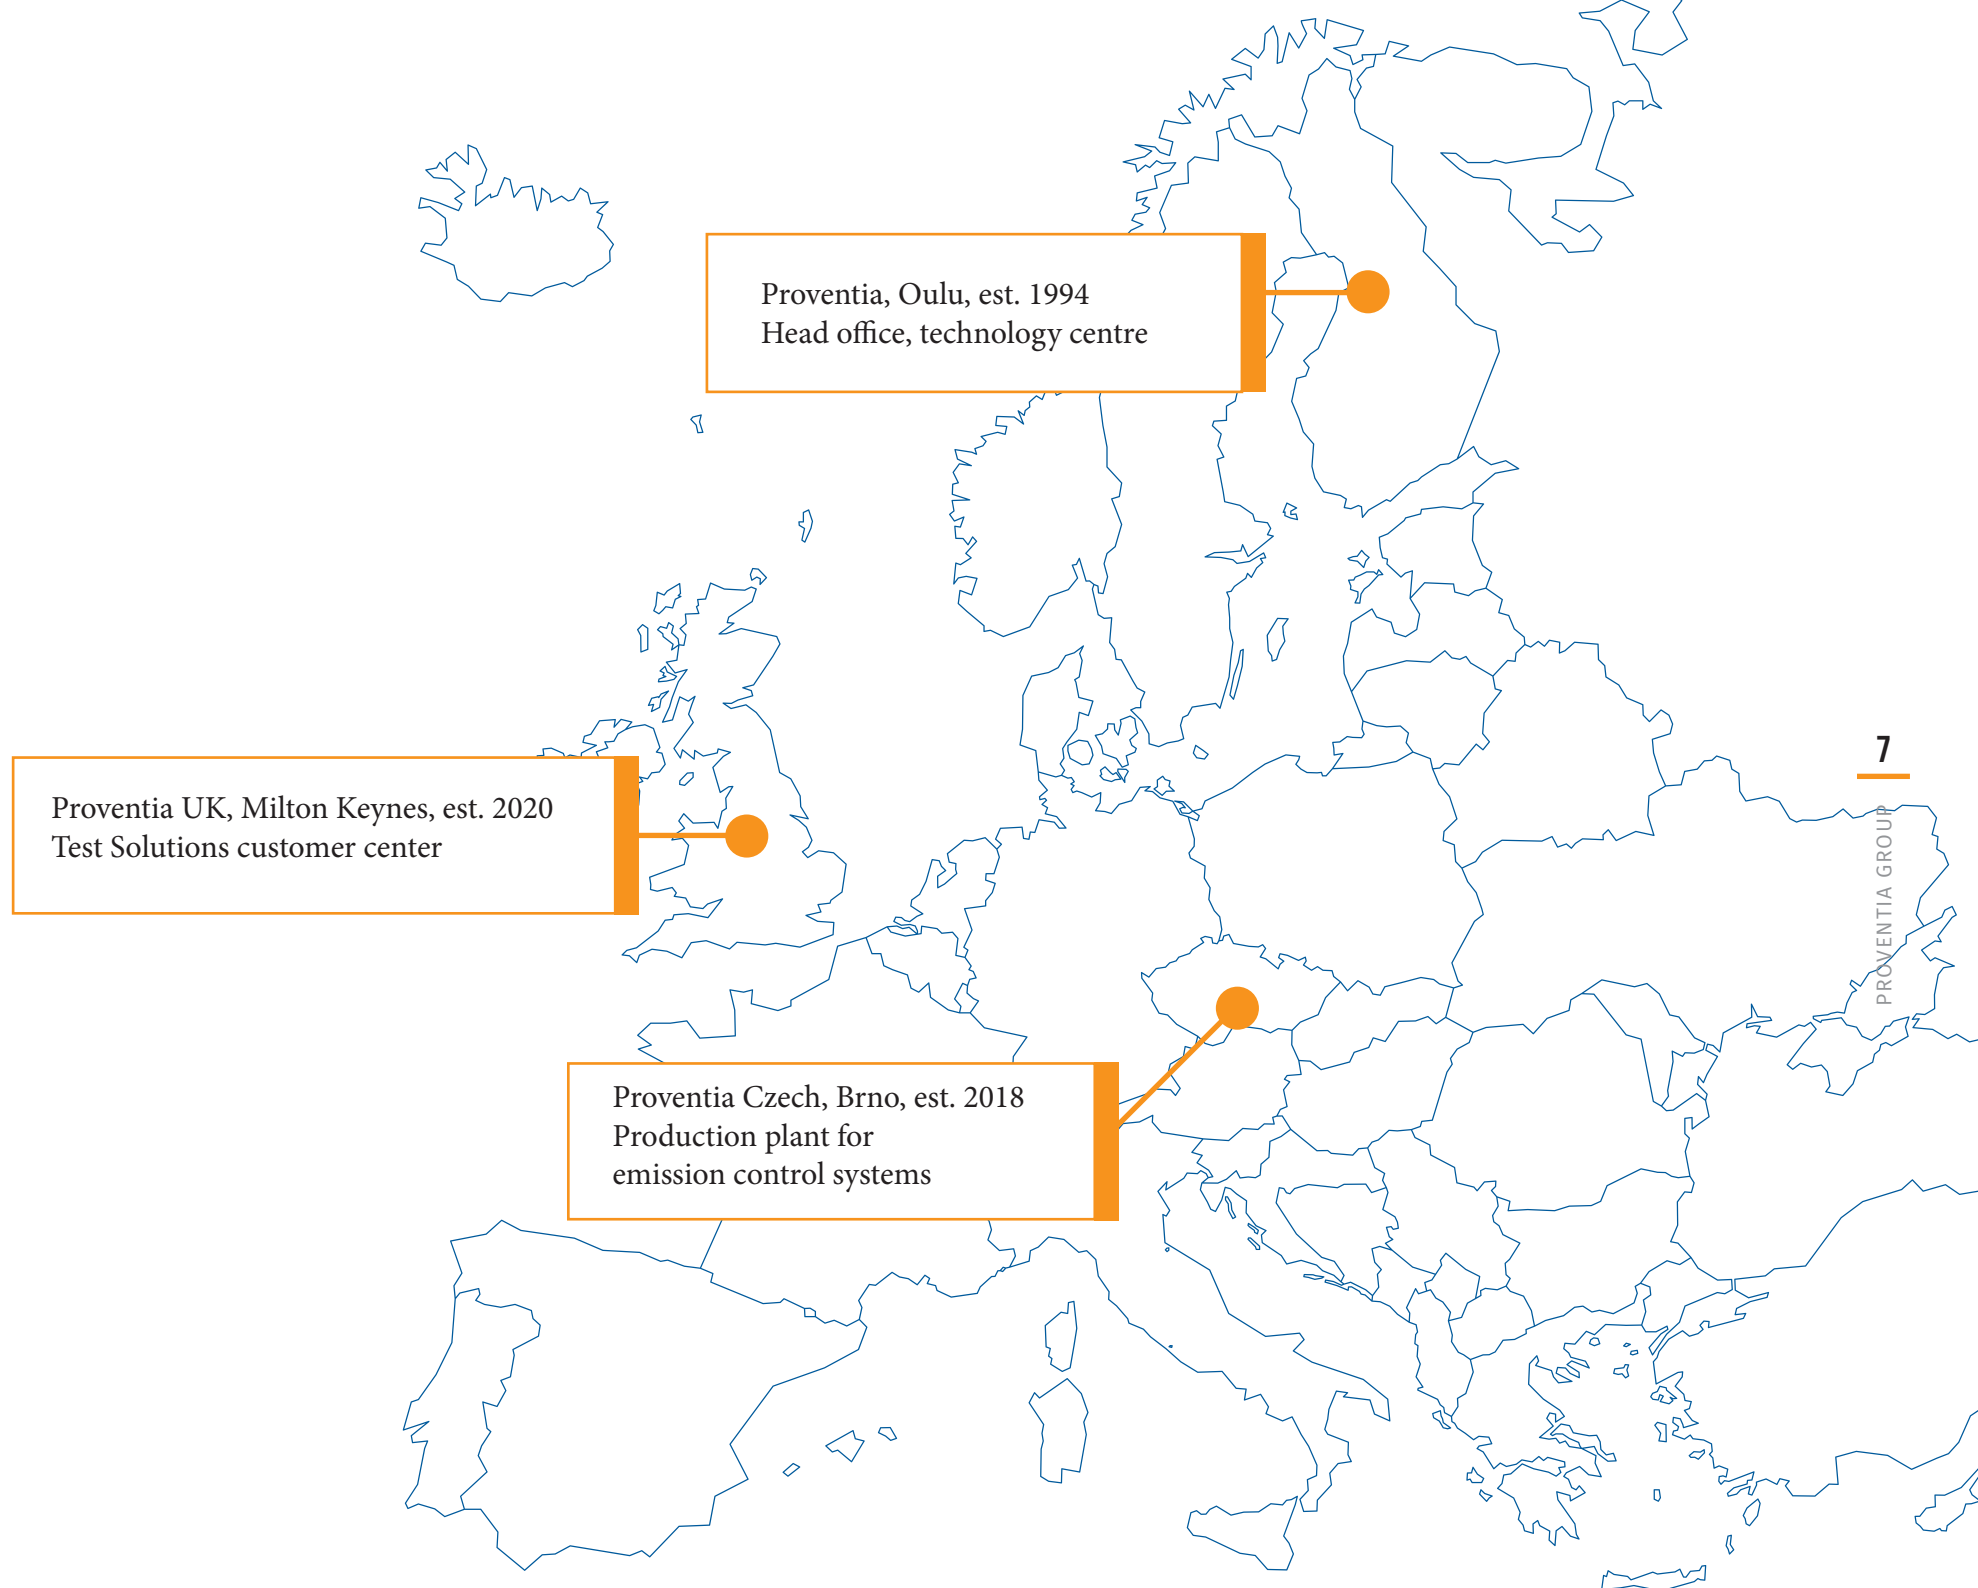 Proventia, Oulu, est. 1994
Head office, technology centre
Proventia UK, Milton Keynes, est. 2020
Test Solutions customer center
Proventia Czech, Brno, est. 2018
Production plant for
emission control systems
7
PROVENTIA GROUP